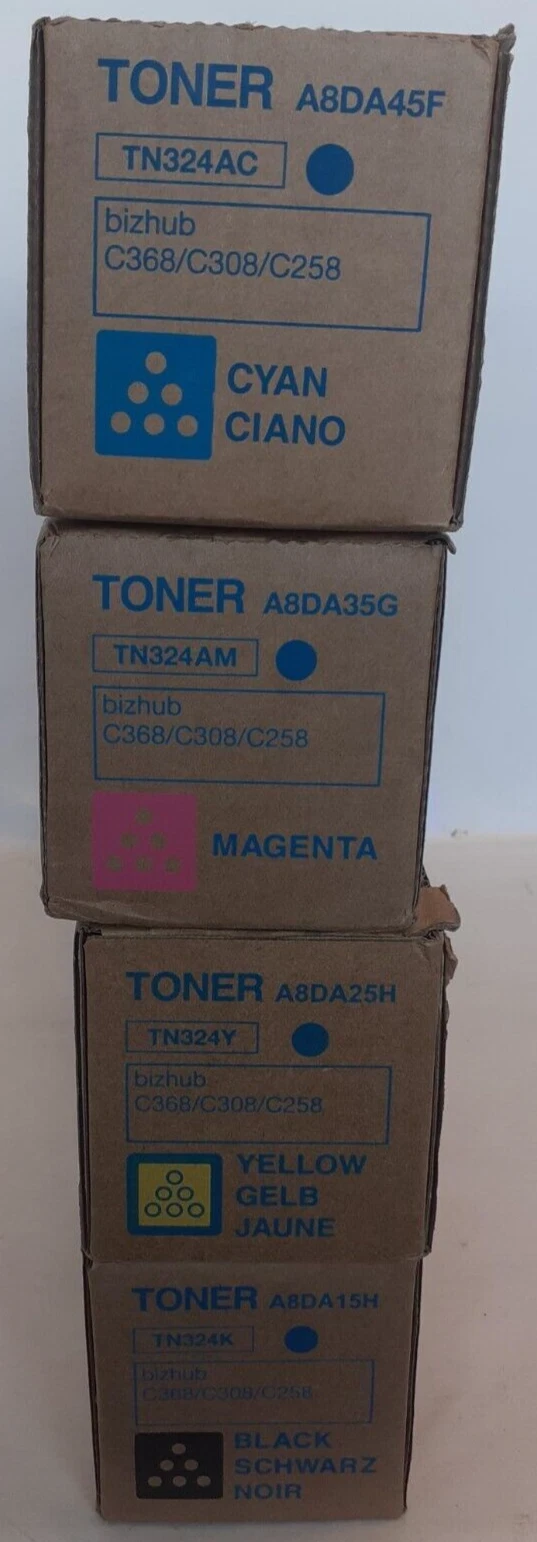 TONER A8DA45F
TN324AC
bizhub
C368/C308/C258
CYAN
CIANO
TONER A8DA35G
TN324AM
bizhub
C368/C308/C258
MAGENTA
TONER A8DA25H
TN324Y
bizhub
C368/C308/C258
YELLOW
GELB
JAUNE
TONER A8DA15H
TN324K
bizhub
C368/C308/C258
BLACK
SCHWARZ
NOIR